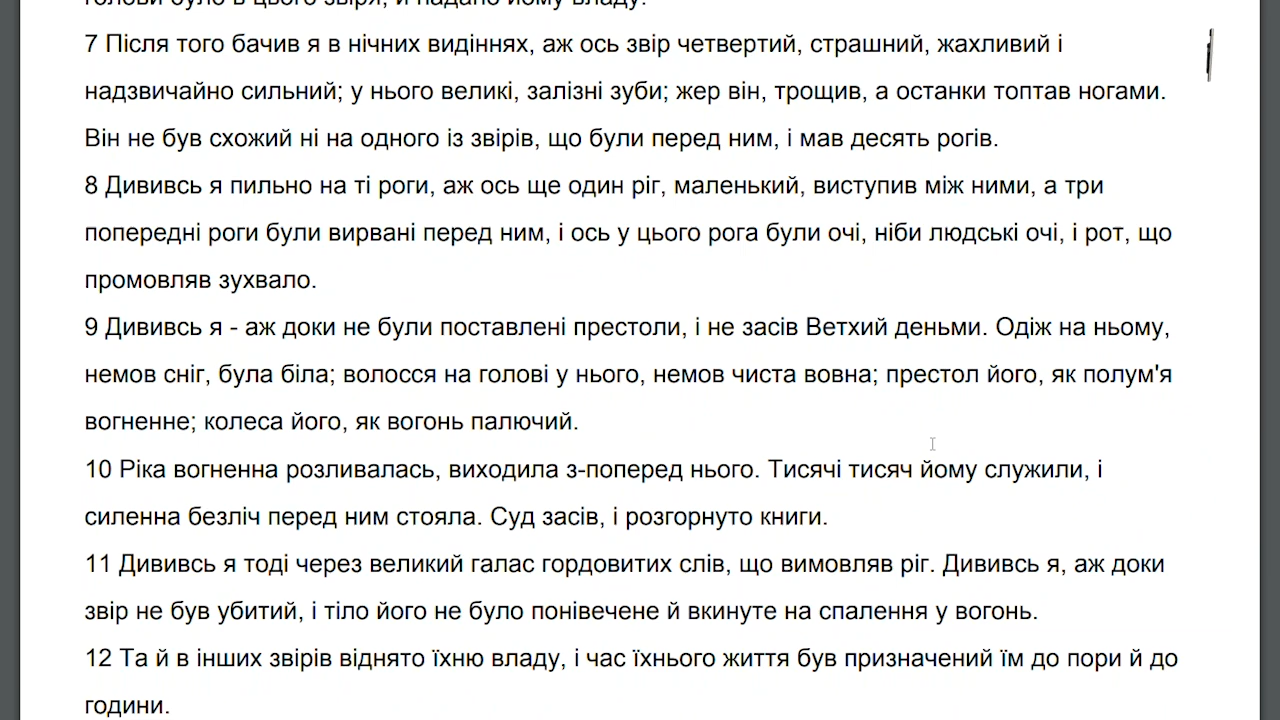 голови було в цього звіря, й надано йому владу.
7 Після того бачив я в нічних видіннях, аж ось звір четвертий, страшний, жахливий і
надзвичайно сильний; у нього великі, залізні зуби; жер він, трощив, а останки топтав ногами.
Він не був схожий ні на одного із звірів, що були перед ним, і мав десять рогів.
8 Дививсь я пильно на ті роги, аж ось ще один ріг, маленький, виступив між ними, а три
попередні роги були вирвані перед ним, і ось у цього рога були очі, ніби людські очі, і рот, що
промовляв зухвало.
9 Дививсь я - аж доки не були поставлені престоли, і не засів Ветхий деньми. Одіж на ньому,
немов сніг, була біла; волосся на голові у нього, немов чиста вовна; престол його, як полум'я
вогненне; колеса його, як вогонь палючий.
10 Ріка вогненна розливалась, виходила з-поперед нього. Тисячі тисяч йому служили, і
силенна безліч перед ним стояла. Суд засів, і розгорнуто книги.
11 Дививсь я тоді через великий галас гордовитих слів, що вимовляв ріг. Дививсь я, аж доки
звір не був убитий, і тіло його не було понівечене й вкинуте на спалення у вогонь.
12 Та й в інших звірів віднято їхню владу, і час їхнього життя був призначений їм до пори й до
години.